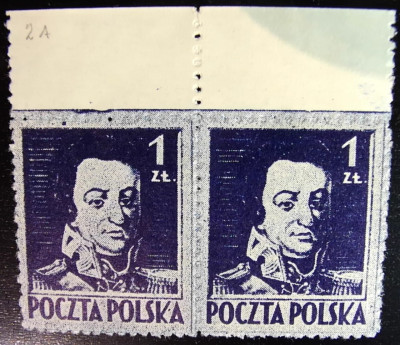 2A
1 1
ZŁ. ZŁ.
POCZTA POLSKA POCZTA POLSKA